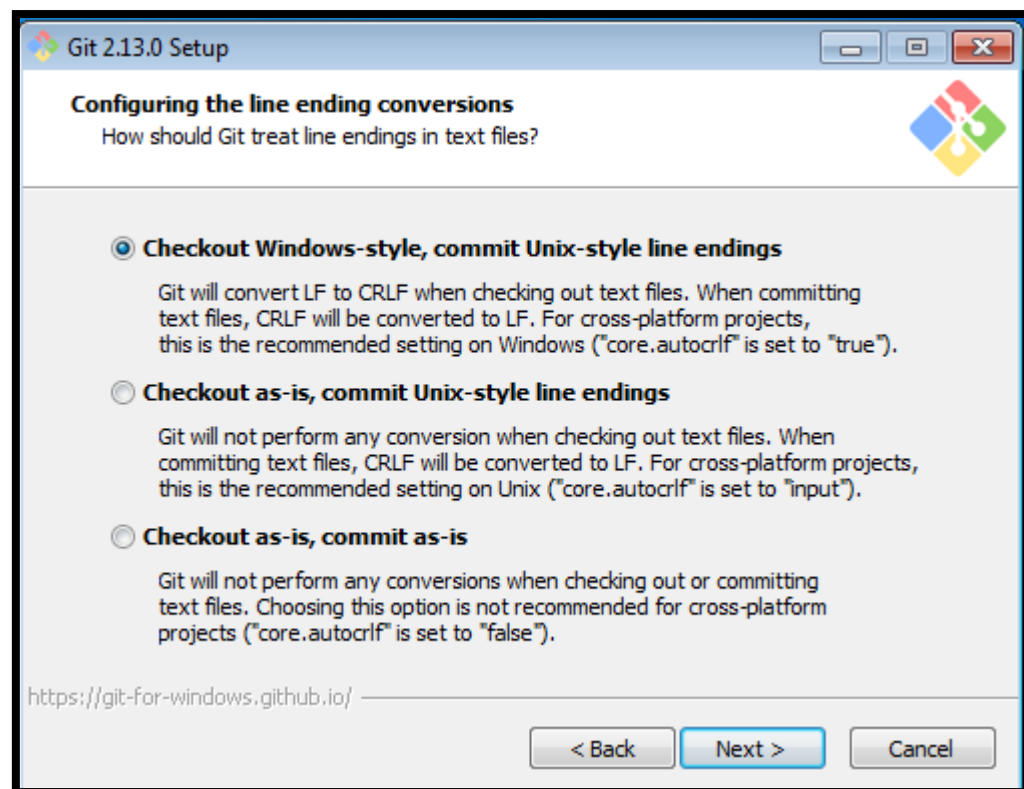 Git 2.13.0 Setup
Configuring the line ending conversions
How should Git treat line endings in text files?
Checkout Windows-style, commit Unix-style line endings
Git will convert LF to CRLF when checking out text files. When committing
text files, CRLF will be converted to LF. For cross-platform projects,
this is the recommended setting on Windows ("core.autocrlf" is set to "true").
Checkout as-is, commit Unix-style line endings
Git will not perform any conversion when checking out text files. When
committing text files, CRLF will be converted to LF. For cross-platform projects,
this is the recommended setting on Unix ("core.autocrlf" is set to "input").
Checkout as-is, commit as-is
Git will not perform any conversions when checking out or committing
text files. Choosing this option is not recommended for cross-platform
projects ("core.autocrlf" is set to "false").
https://git-for-windows.github.io/
< Back Next > Cancel